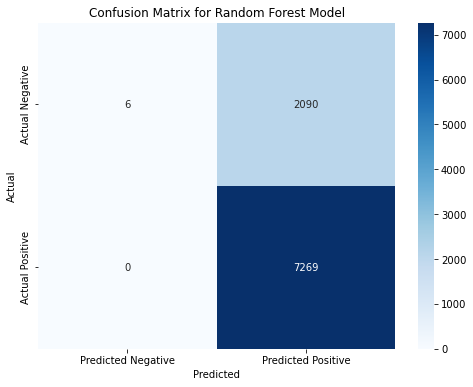 Confusion Matrix for Random Forest Model
Actual
Actual Negative
Actual Positive
6
2090
0
7269
Predicted Negative
Predicted Positive
Predicted
7000
6000
5000
4000
3000
2000
1000
0